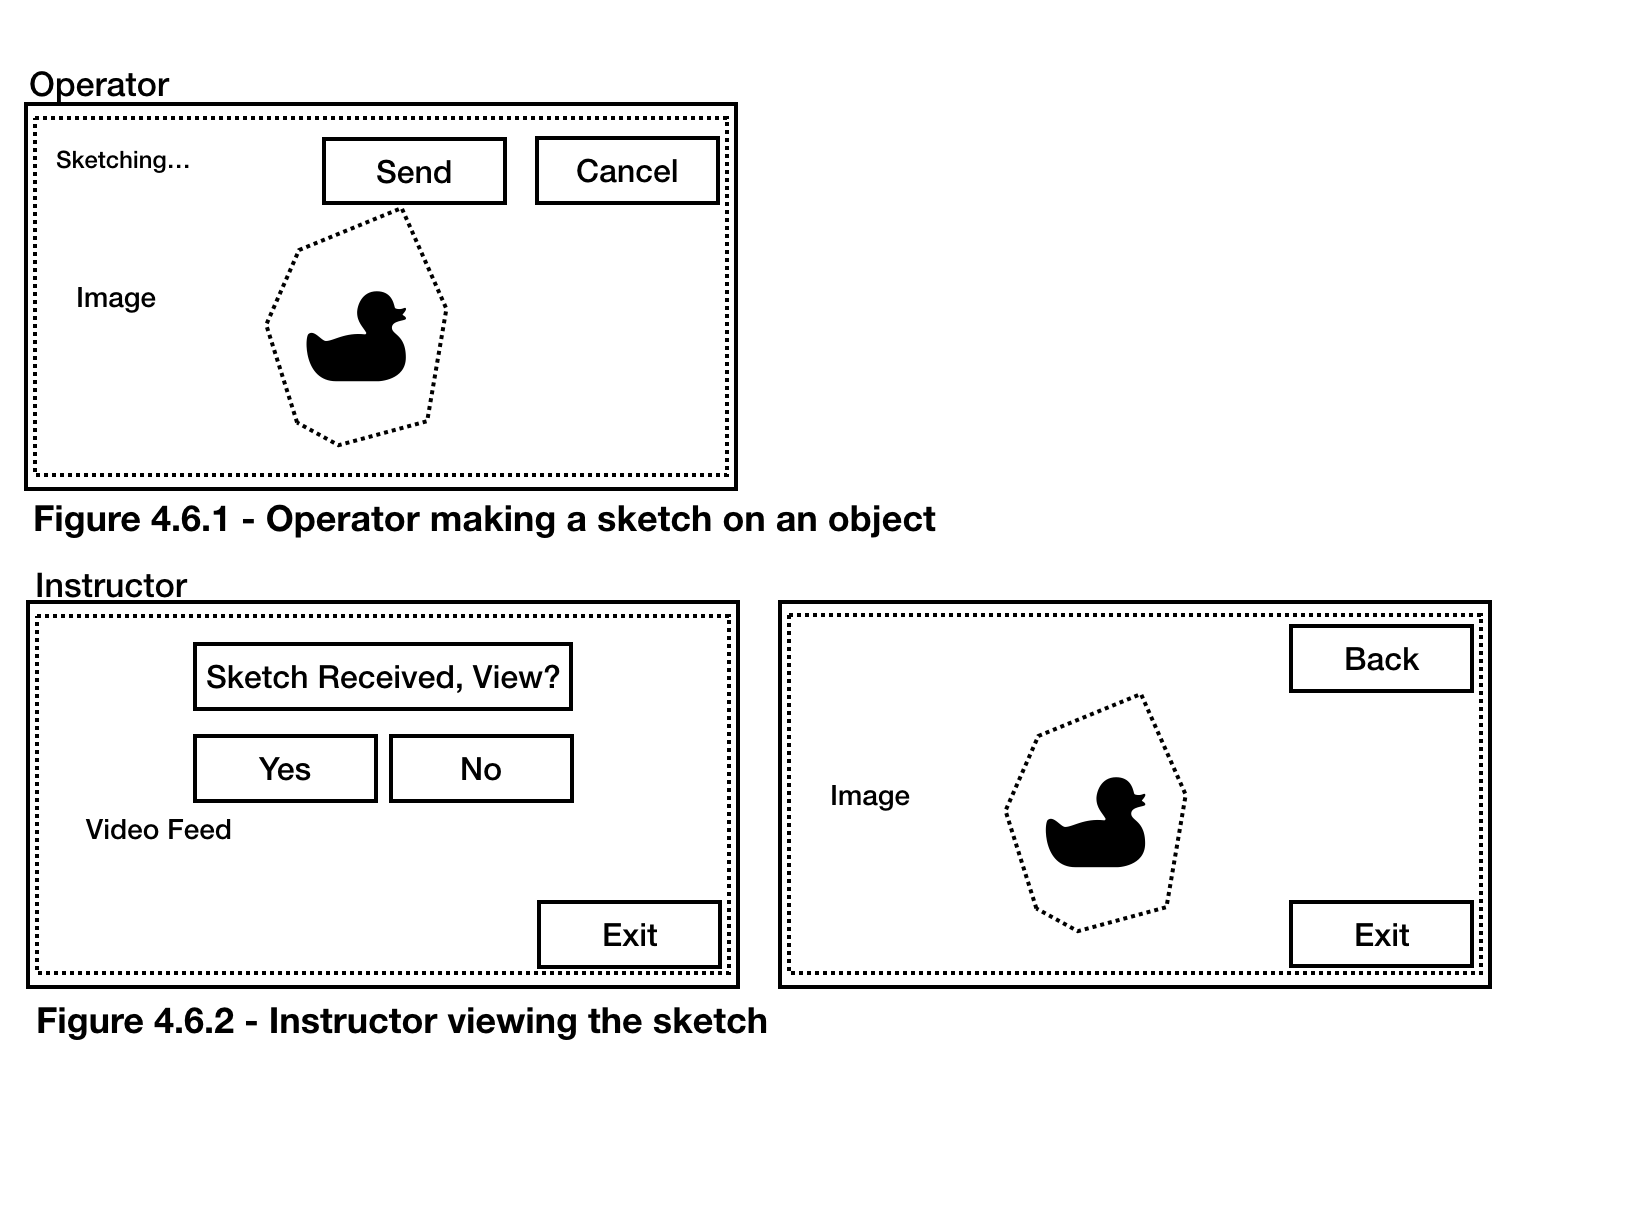 Operator
Sketching...
Send
Cancel
Image
Figure 4.6.1 - Operator making a sketch on an object
Instructor
Sketch Received, View?
Yes
No
Video Feed
Exit
Back
Image
Exit
Figure 4.6.2 - Instructor viewing the sketch